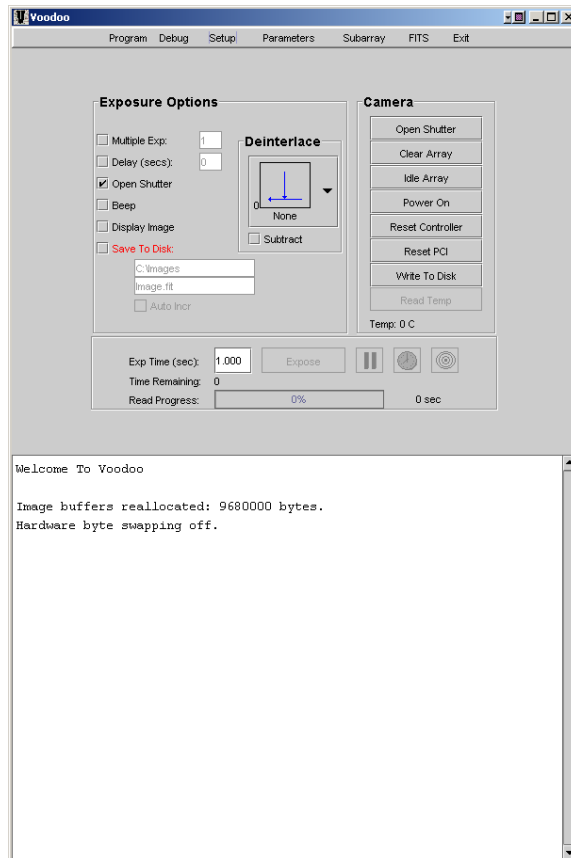 Voodoo
Program Debug Setup Parameters Subarray FITS Exit
Exposure Options
Multiple Exp: 1
Delay (secs): 0
Open Shutter
Beep
Display Image
Save To Disk:
C:\Images
Image.fit
Auto Incr
Deinterlace
0
None
Subtract
Camera
Open Shutter
Clear Array
Idle Array
Power On
Reset Controller
Reset PCI
Write To Disk
Read Temp
Temp: 0 C
Exp Time (sec): 1.000 Expose
Time Remaining: 0
Read Progress: 0% 0 sec
Welcome To Voodoo
Image buffers reallocated: 9680000 bytes.
Hardware byte swapping off.